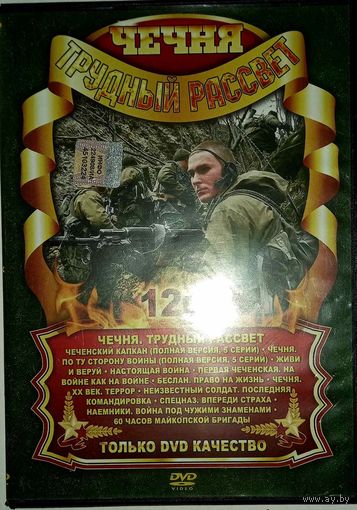 ЧЕЧНЯ
ТРУДНЫЙ РАССВЕТ
ЧЕЧНЯ. ТРУДНЫЙ РАССВЕТ
ЧЕЧЕНСКИЙ КАПКАН (ПОЛНАЯ ВЕРСИЯ, 5 СЕРИИ) • ЧЕЧНЯ.
ПО ТУ СТОРОНУ ВОЙНЫ (ПОЛНАЯ ВЕРСИЯ, 5 СЕРИИ) • ЖИВИ
И ВЕРУЙ • НАСТОЯЩАЯ ВОЙНА • ПЕРВАЯ ЧЕЧЕНСКАЯ. НА
ВОЙНЕ КАК НА ВОЙНЕ • БЕСЛАН. ПРАВО НА ЖИЗНЬ • ЧЕЧНЯ.
XX ВЕК. ТЕРРОР • НЕИЗВЕСТНЫЙ СОЛДАТ. ПОСЛЕДНЯЯ
КОМАНДИРОВКА • СПЕЦНАЗ. ВПЕРЕДИ СТРАХА •
НАЕМНИКИ. ВОЙНА ПОД ЧУЖИМИ ЗНАМЕНАМИ •
60 ЧАСОВ МАЙКОПСКОЙ БРИГАДЫ
ТОЛЬКО DVD КАЧЕСТВО
DVD
VIDEO
www.ay.by